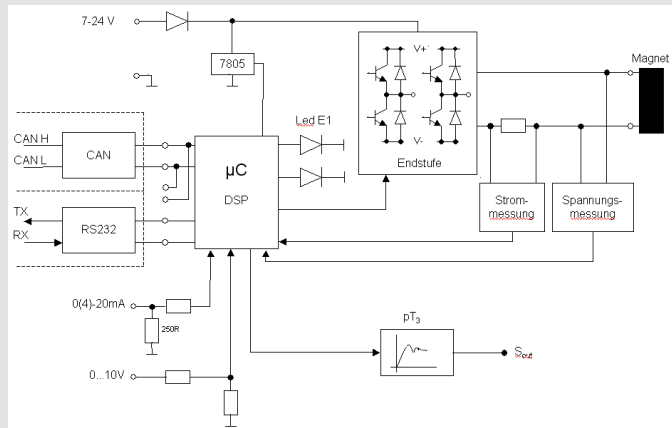 7-24 V
7805
V+
V-
Endstufe
Magnet
CAN H
CAN L
CAN
Led E1
µC
DSP
TX
RX
RS232
Strom-
messung
Spannungs-
messung
0(4)-20mA
250R
pT3
Sout
0...10V